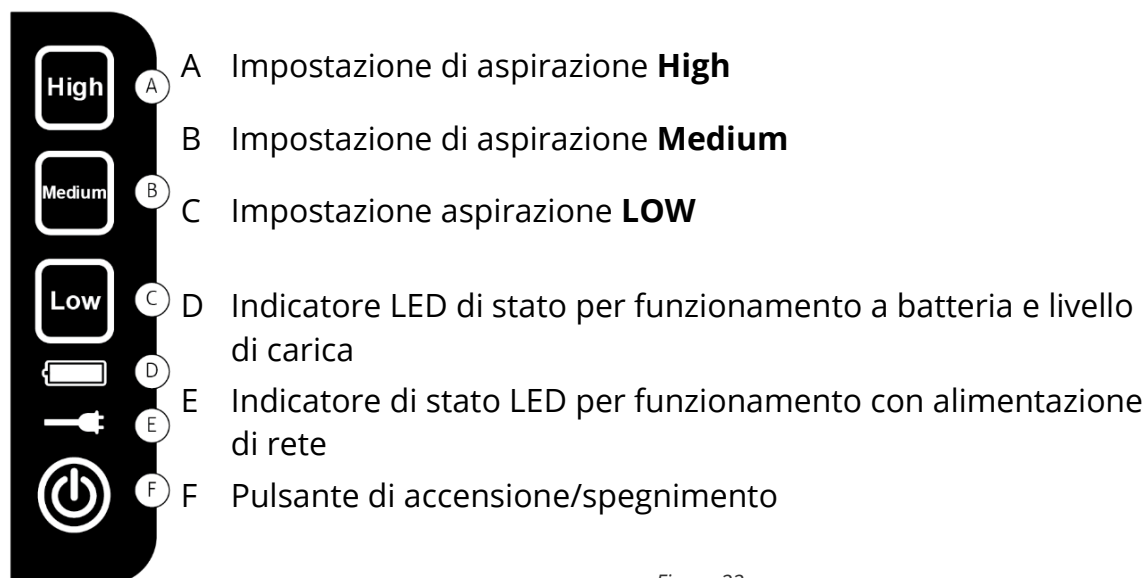 High
A
A Impostazione di aspirazione High
Medium
B
B Impostazione di aspirazione Medium
Low
C
C Impostazione aspirazione LOW
D
D Indicatore LED di stato per funzionamento a batteria e livello
di carica
E
E Indicatore di stato LED per funzionamento con alimentazione
di rete
F
F Pulsante di accensione/spegnimento